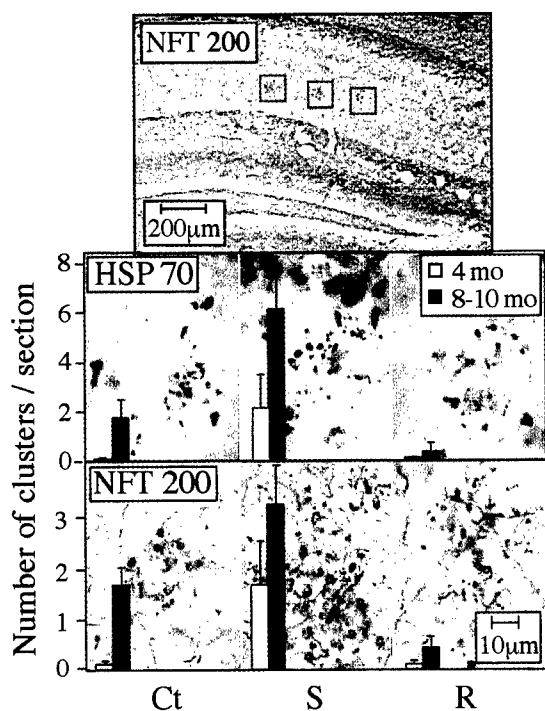 NFT 200
200µm
Number of clusters / section
HSP 70
4 mo
8-10 mo
8
6
4
2
0
NFT 200
3
2
1
0
10µm
Ct S R